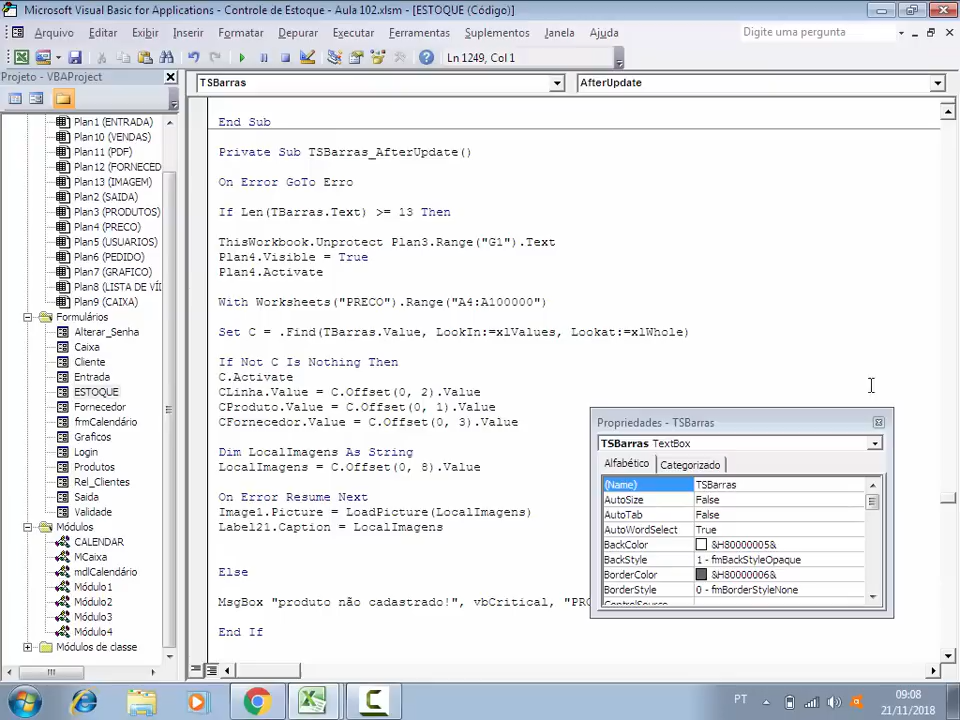 Microsoft Visual Basic for Applications - Controle de Estoque - Aula 102.xlsm - [ESTOQUE (Código)]
Arquivo Editar Exibir Inserir Formatar Depurar Executar Ferramentas Suplementos Janela Ajuda Digite uma pergunta
Ln 1249, Col 1
Projeto - VBAProject
TSBarras AfterUpdate
Plan1 (ENTRADA)
Plan10 (VENDAS)
Plan11 (PDF)
Plan12 (FORNECED
Plan13 (IMAGEM)
Plan2 (SAIDA)
Plan3 (PRODUTOS)
Plan4 (PRECO)
Plan5 (USUARIOS)
Plan6 (PEDIDO)
Plan7 (GRAFICO)
Plan8 (LISTA DE VÍ
Plan9 (CAIXA)
Formulários
Alterar_Senha
Caixa
Cliente
Entrada
ESTOQUE
Fornecedor
frmCalendário
Graficos
Login
Produtos
Rel_Clientes
Saida
Validade
Módulos
CALENDAR
MCaixa
mdlCalendário
Módulo1
Módulo2
Módulo3
Módulo4
Módulos de classe
End Sub
Private Sub TSBarras_AfterUpdate()
On Error GoTo Erro
If Len(TBarras.Text) >= 13 Then
ThisWorkbook.Unprotect Plan3.Range("G1").Text
Plan4.Visible = True
Plan4.Activate
With Worksheets("PRECO").Range("A4:A100000")
Set C = .Find(TBarras.Value, LookIn:=xlValues, Lookat:=xlWhole)
If Not C Is Nothing Then
C.Activate
CLinha.Value = C.Offset(0, 2).Value
CProduto.Value = C.Offset(0, 1).Value
CFornecedor.Value = C.Offset(0, 3).Value
Dim LocalImagens As String
LocalImagens = C.Offset(0, 8).Value
On Error Resume Next
Image1.Picture = LoadPicture(LocalImagens)
Label21.Caption = LocalImagens
Else
MsgBox "produto não cadastrado!", vbCritical, "PR
End If
Propriedades - TSBarras
TSBarras TextBox
Alfabético Categorizado
(Name) TSBarras
AutoSize False
AutoTab False
AutoWordSelect True
BackColor &H80000005&
BackStyle 1 - fmBackStyleOpaque
BorderColor &H80000006&
BorderStyle 0 - fmBorderStyleNone
PT
09:08
21/11/2018